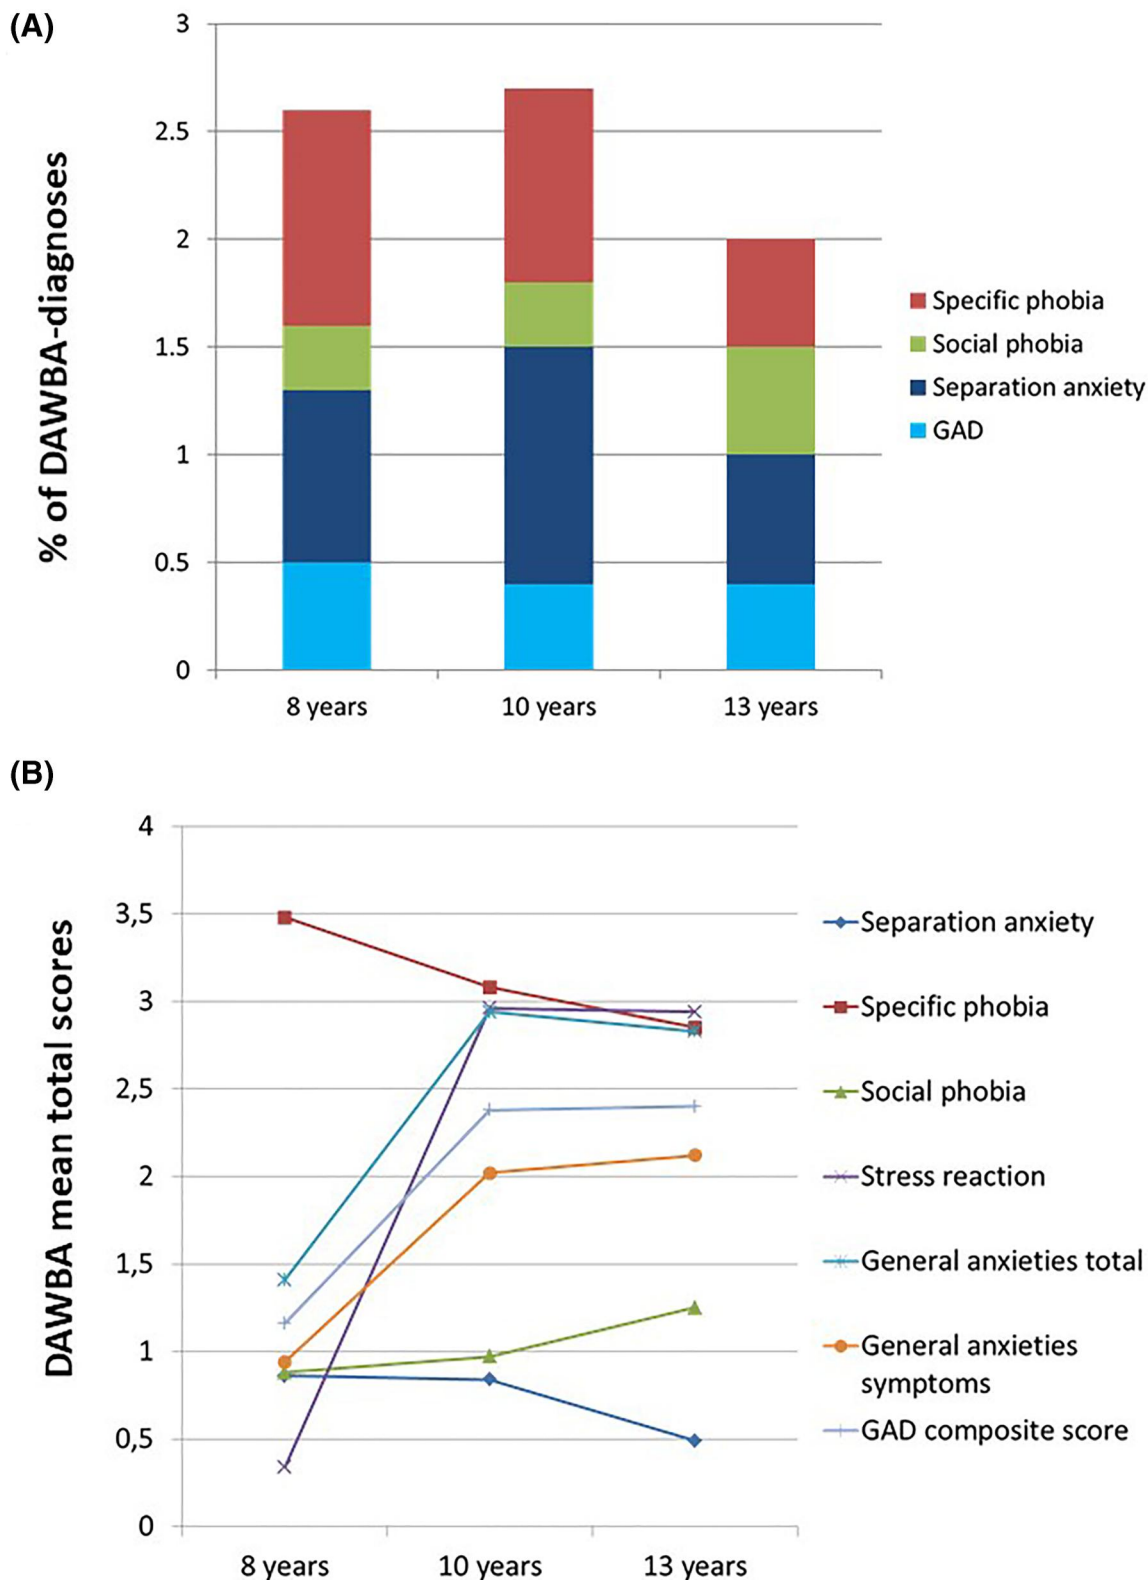 (A)
3
2.5
2
1.5
1
0.5
0
% of DAWBA-diagnoses
8 years
10 years
13 years
Specific phobia
Social phobia
Separation anxiety
GAD
(B)
4
3,5
3
2,5
2
1,5
1
0,5
0
DAWBA mean total scores
8 years
10 years
13 years
Separation anxiety
Specific phobia
Social phobia
Stress reaction
General anxieties total
General anxieties
symptoms
GAD composite score